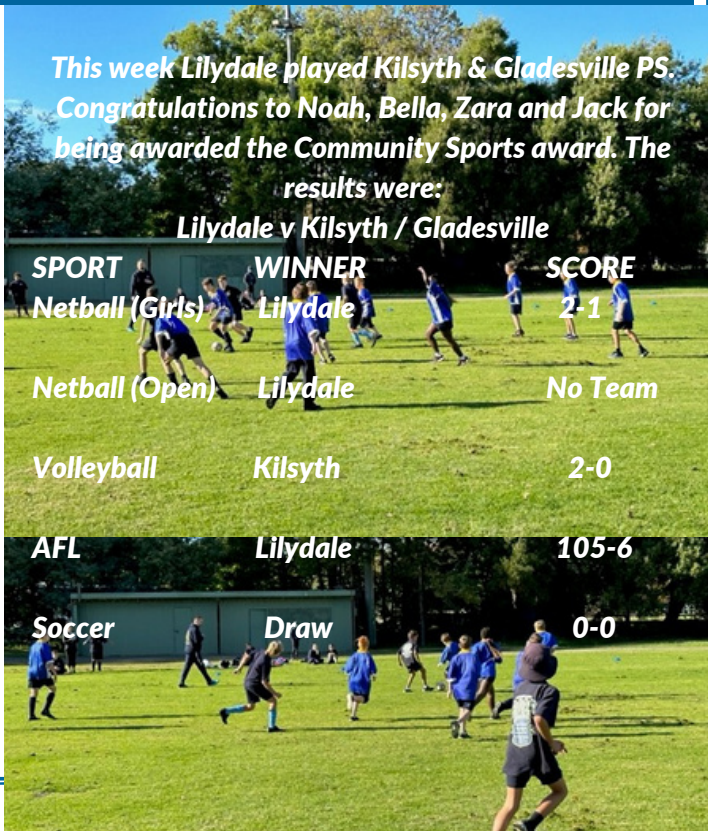 This week Lilydale played Kilsyth & Gladesville PS.
Congratulations to Noah, Bella, Zara and Jack for
being awarded the Community Sports award. The
results were:
Lilydale v Kilsyth / Gladesville
SPORT WINNER SCORE
Netball (Girls) Lilydale 2-1
Netball (Open) Lilydale No Team
Volleyball Kilsyth 2-0
AFL Lilydale 105-6
Soccer Draw 0-0